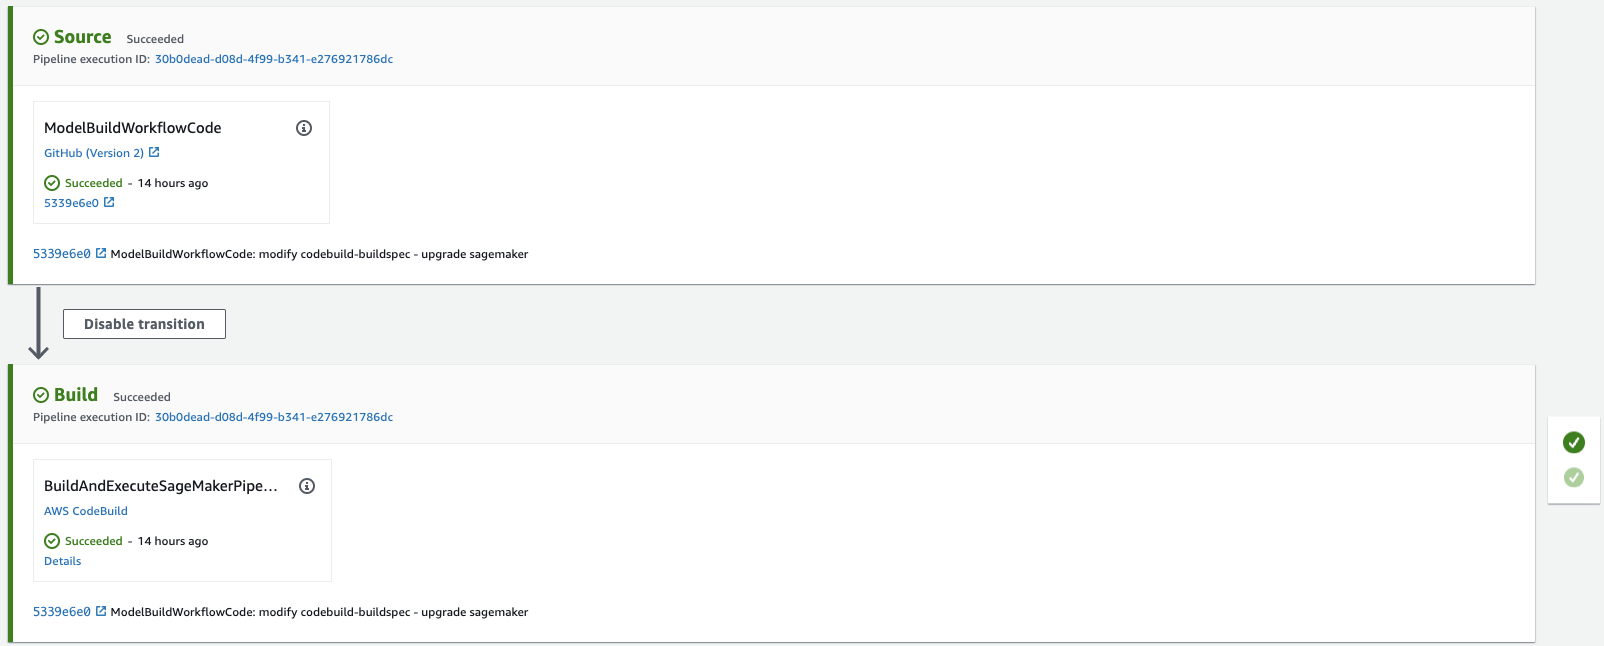 Source Succeeded
Pipeline execution ID: 30b0dead-d08d-4f99-b341-e276921786dc
ModelBuildWorkflowCode
GitHub (Version 2)
Succeeded - 14 hours ago
5339e6e0
5339e6e0 ModelBuildWorkflowCode: modify codebuild-buildspec - upgrade sagemaker
Disable transition
Build Succeeded
Pipeline execution ID: 30b0dead-d08d-4f99-b341-e276921786dc
BuildAndExecuteSageMakerPipe...
AWS CodeBuild
Succeeded - 14 hours ago
Details
5339e6e0 ModelBuildWorkflowCode: modify codebuild-buildspec - upgrade sagemaker